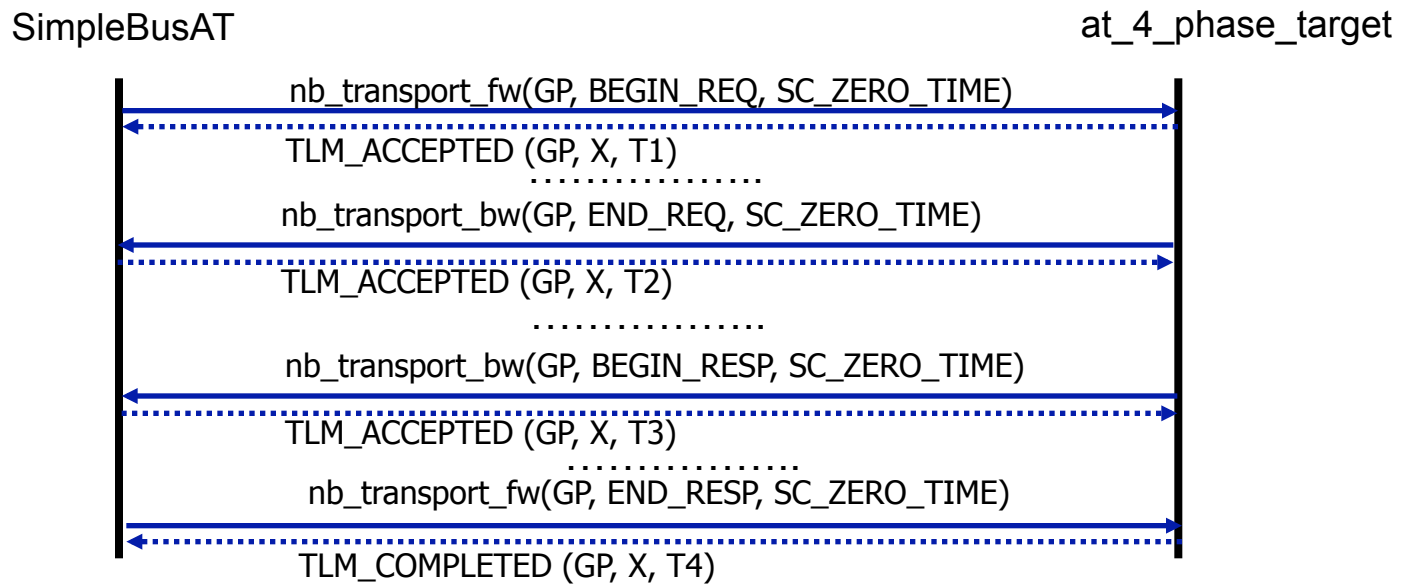 SimpleBusAT
at_4_phase_target
nb_transport_fw(GP, BEGIN_REQ, SC_ZERO_TIME)
TLM_ACCEPTED (GP, X, T1)
nb_transport_bw(GP, END_REQ, SC_ZERO_TIME)
TLM_ACCEPTED (GP, X, T2)
nb_transport_bw(GP, BEGIN_RESP, SC_ZERO_TIME)
TLM_ACCEPTED (GP, X, T3)
nb_transport_fw(GP, END_RESP, SC_ZERO_TIME)
TLM_COMPLETED (GP, X, T4)